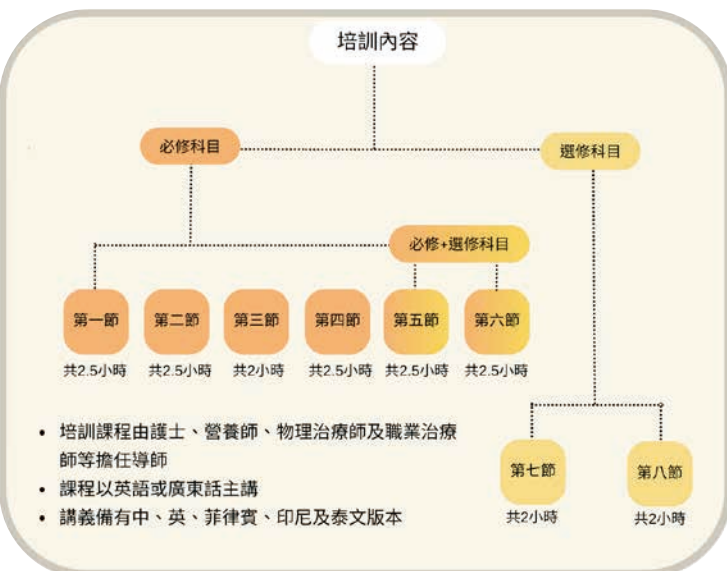 培訓內容
必修科目
選修科目
必修+選修科目
第一節
第二節
第三節
第四節
第五節
第六節
共2.5小時
共2.5小時
共2小時
共2.5小時
共2.5小時
共2.5小時
• 培訓課程由護士、營養師、物理治療師及職業治療
師等擔任導師
• 課程以英語或廣東話主講
• 講義備有中、英、菲律賓、印尼及泰文版本
第七節
第八節
共2小時
共2小時